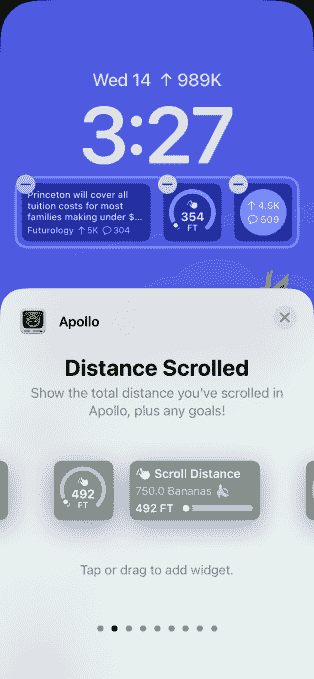 Wed 14 ↑ 989K
3:27
Princeton will cover all
tuition costs for most
families making under $...
Futurology ↑ 5K 304
354
FT
↑ 4.5K
509
Apollo
Distance Scrolled
Show the total distance you've scrolled in
Apollo, plus any goals!
492
FT
Scroll Distance
750.0 Bananas
492 FT
Tap or drag to add widget.